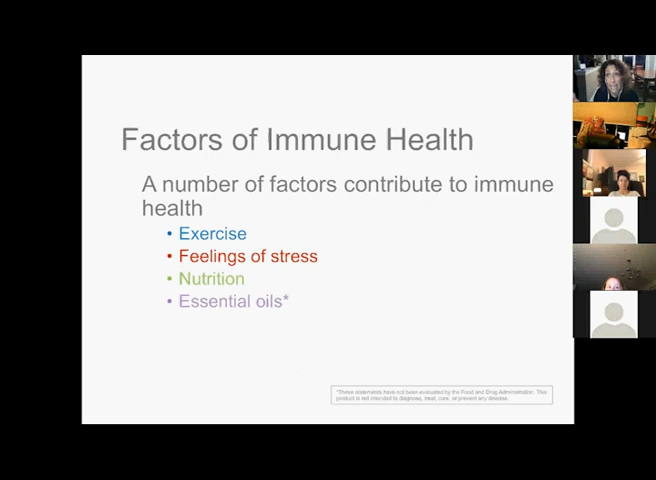 Factors of Immune Health
A number of factors contribute to immune
health
• Exercise
• Feelings of stress
• Nutrition
• Essential oils*
*These statements have not been evaluated by the Food and Drug Administration. This
product is not intended to diagnose, treat, cure, or prevent any disease.